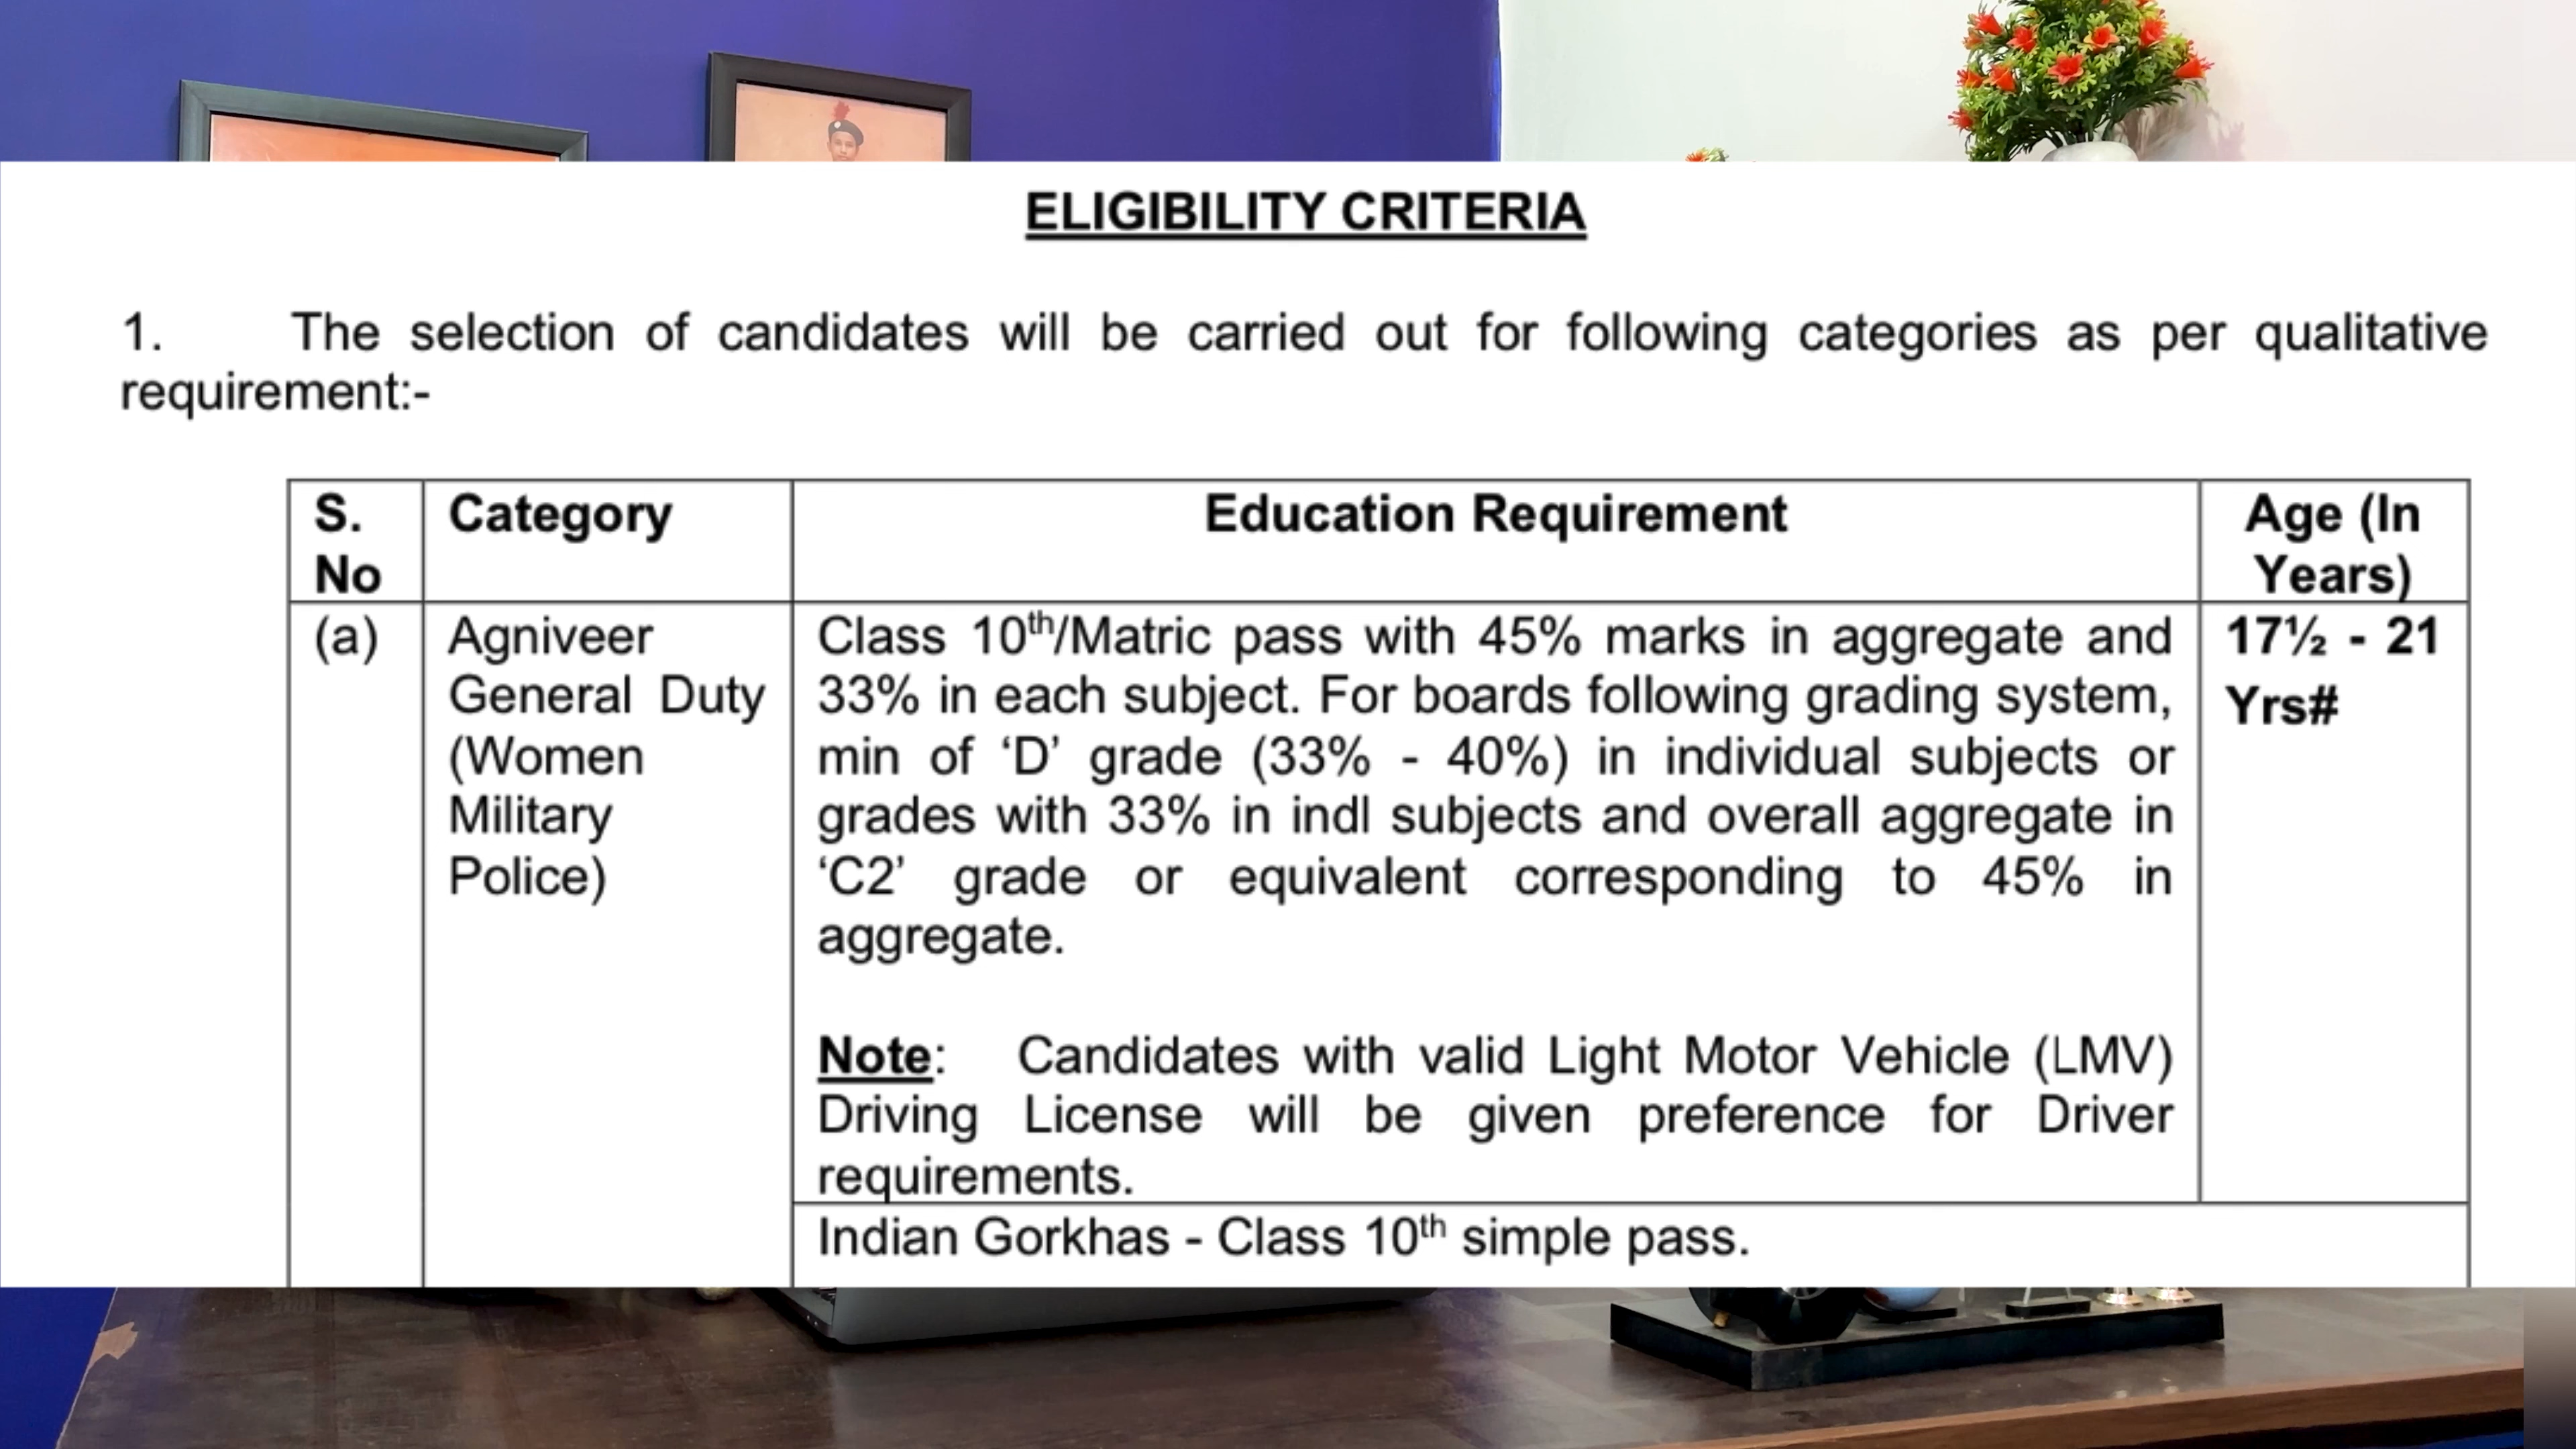 ELIGIBILITY CRITERIA
1. The selection of candidates will be carried out for following categories as per qualitative
requirement:-
S. No
Category
Education Requirement
Age (In Years)
(a)
Agniveer
General Duty
(Women
Military
Police)
Class 10th/Matric pass with 45% marks in aggregate and
33% in each subject. For boards following grading system,
min of ‘D’ grade (33% - 40%) in individual subjects or
grades with 33% in indl subjects and overall aggregate in
‘C2’ grade or equivalent corresponding to 45% in
aggregate.
Note: Candidates with valid Light Motor Vehicle (LMV)
Driving License will be given preference for Driver
requirements.
17½ - 21
Yrs#
Indian Gorkhas - Class 10th simple pass.